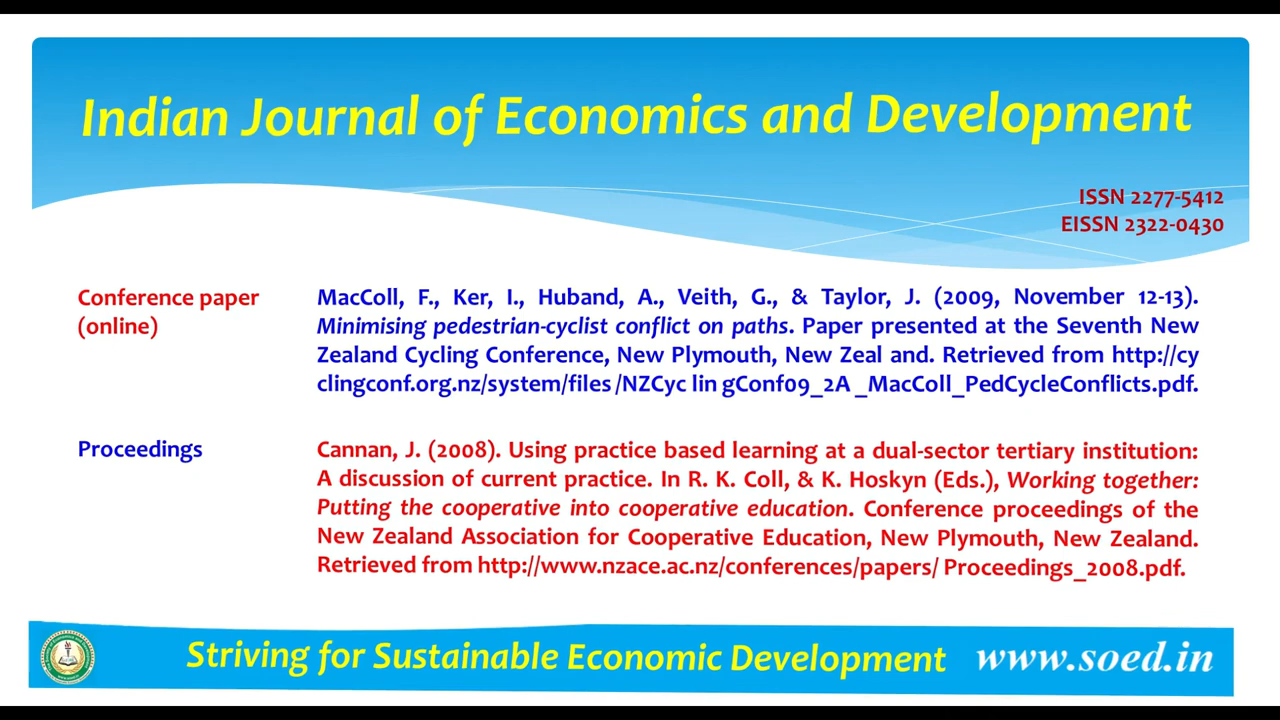 Indian Journal of Economics and Development
ISSN 2277-5412
EISSN 2322-0430
Conference paper
(online)
MacColl, F., Ker, I., Huband, A., Veith, G., & Taylor, J. (2009, November 12-13).
Minimising pedestrian-cyclist conflict on paths. Paper presented at the Seventh New
Zealand Cycling Conference, New Plymouth, New Zeal and. Retrieved from http://cy
clingconf.org.nz/system/files /NZCyc lin gConf09_2A _MacColl_PedCycleConflicts.pdf.
Proceedings
Cannan, J. (2008). Using practice based learning at a dual-sector tertiary institution:
A discussion of current practice. In R. K. Coll, & K. Hoskyn (Eds.), Working together:
Putting the cooperative into cooperative education. Conference proceedings of the
New Zealand Association for Cooperative Education, New Plymouth, New Zealand.
Retrieved from http://www.nzace.ac.nz/conferences/papers/ Proceedings_2008.pdf.
Striving for Sustainable Economic Development
www.soed.in